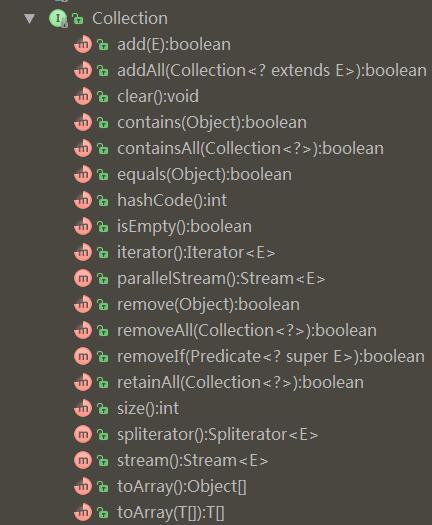 Collection
add(E):boolean
addAll(Collection<? extends E>):boolean
clear():void
contains(Object):boolean
containsAll(Collection<?>):boolean
equals(Object):boolean
hashCode():int
isEmpty():boolean
iterator():Iterator<E>
parallelStream():Stream<E>
remove(Object):boolean
removeAll(Collection<?>):boolean
removeIf(Predicate<? super E>):boolean
retainAll(Collection<?>):boolean
size():int
spliterator():Spliterator<E>
stream():Stream<E>
toArray():Object[]
toArray(T[]):T[]